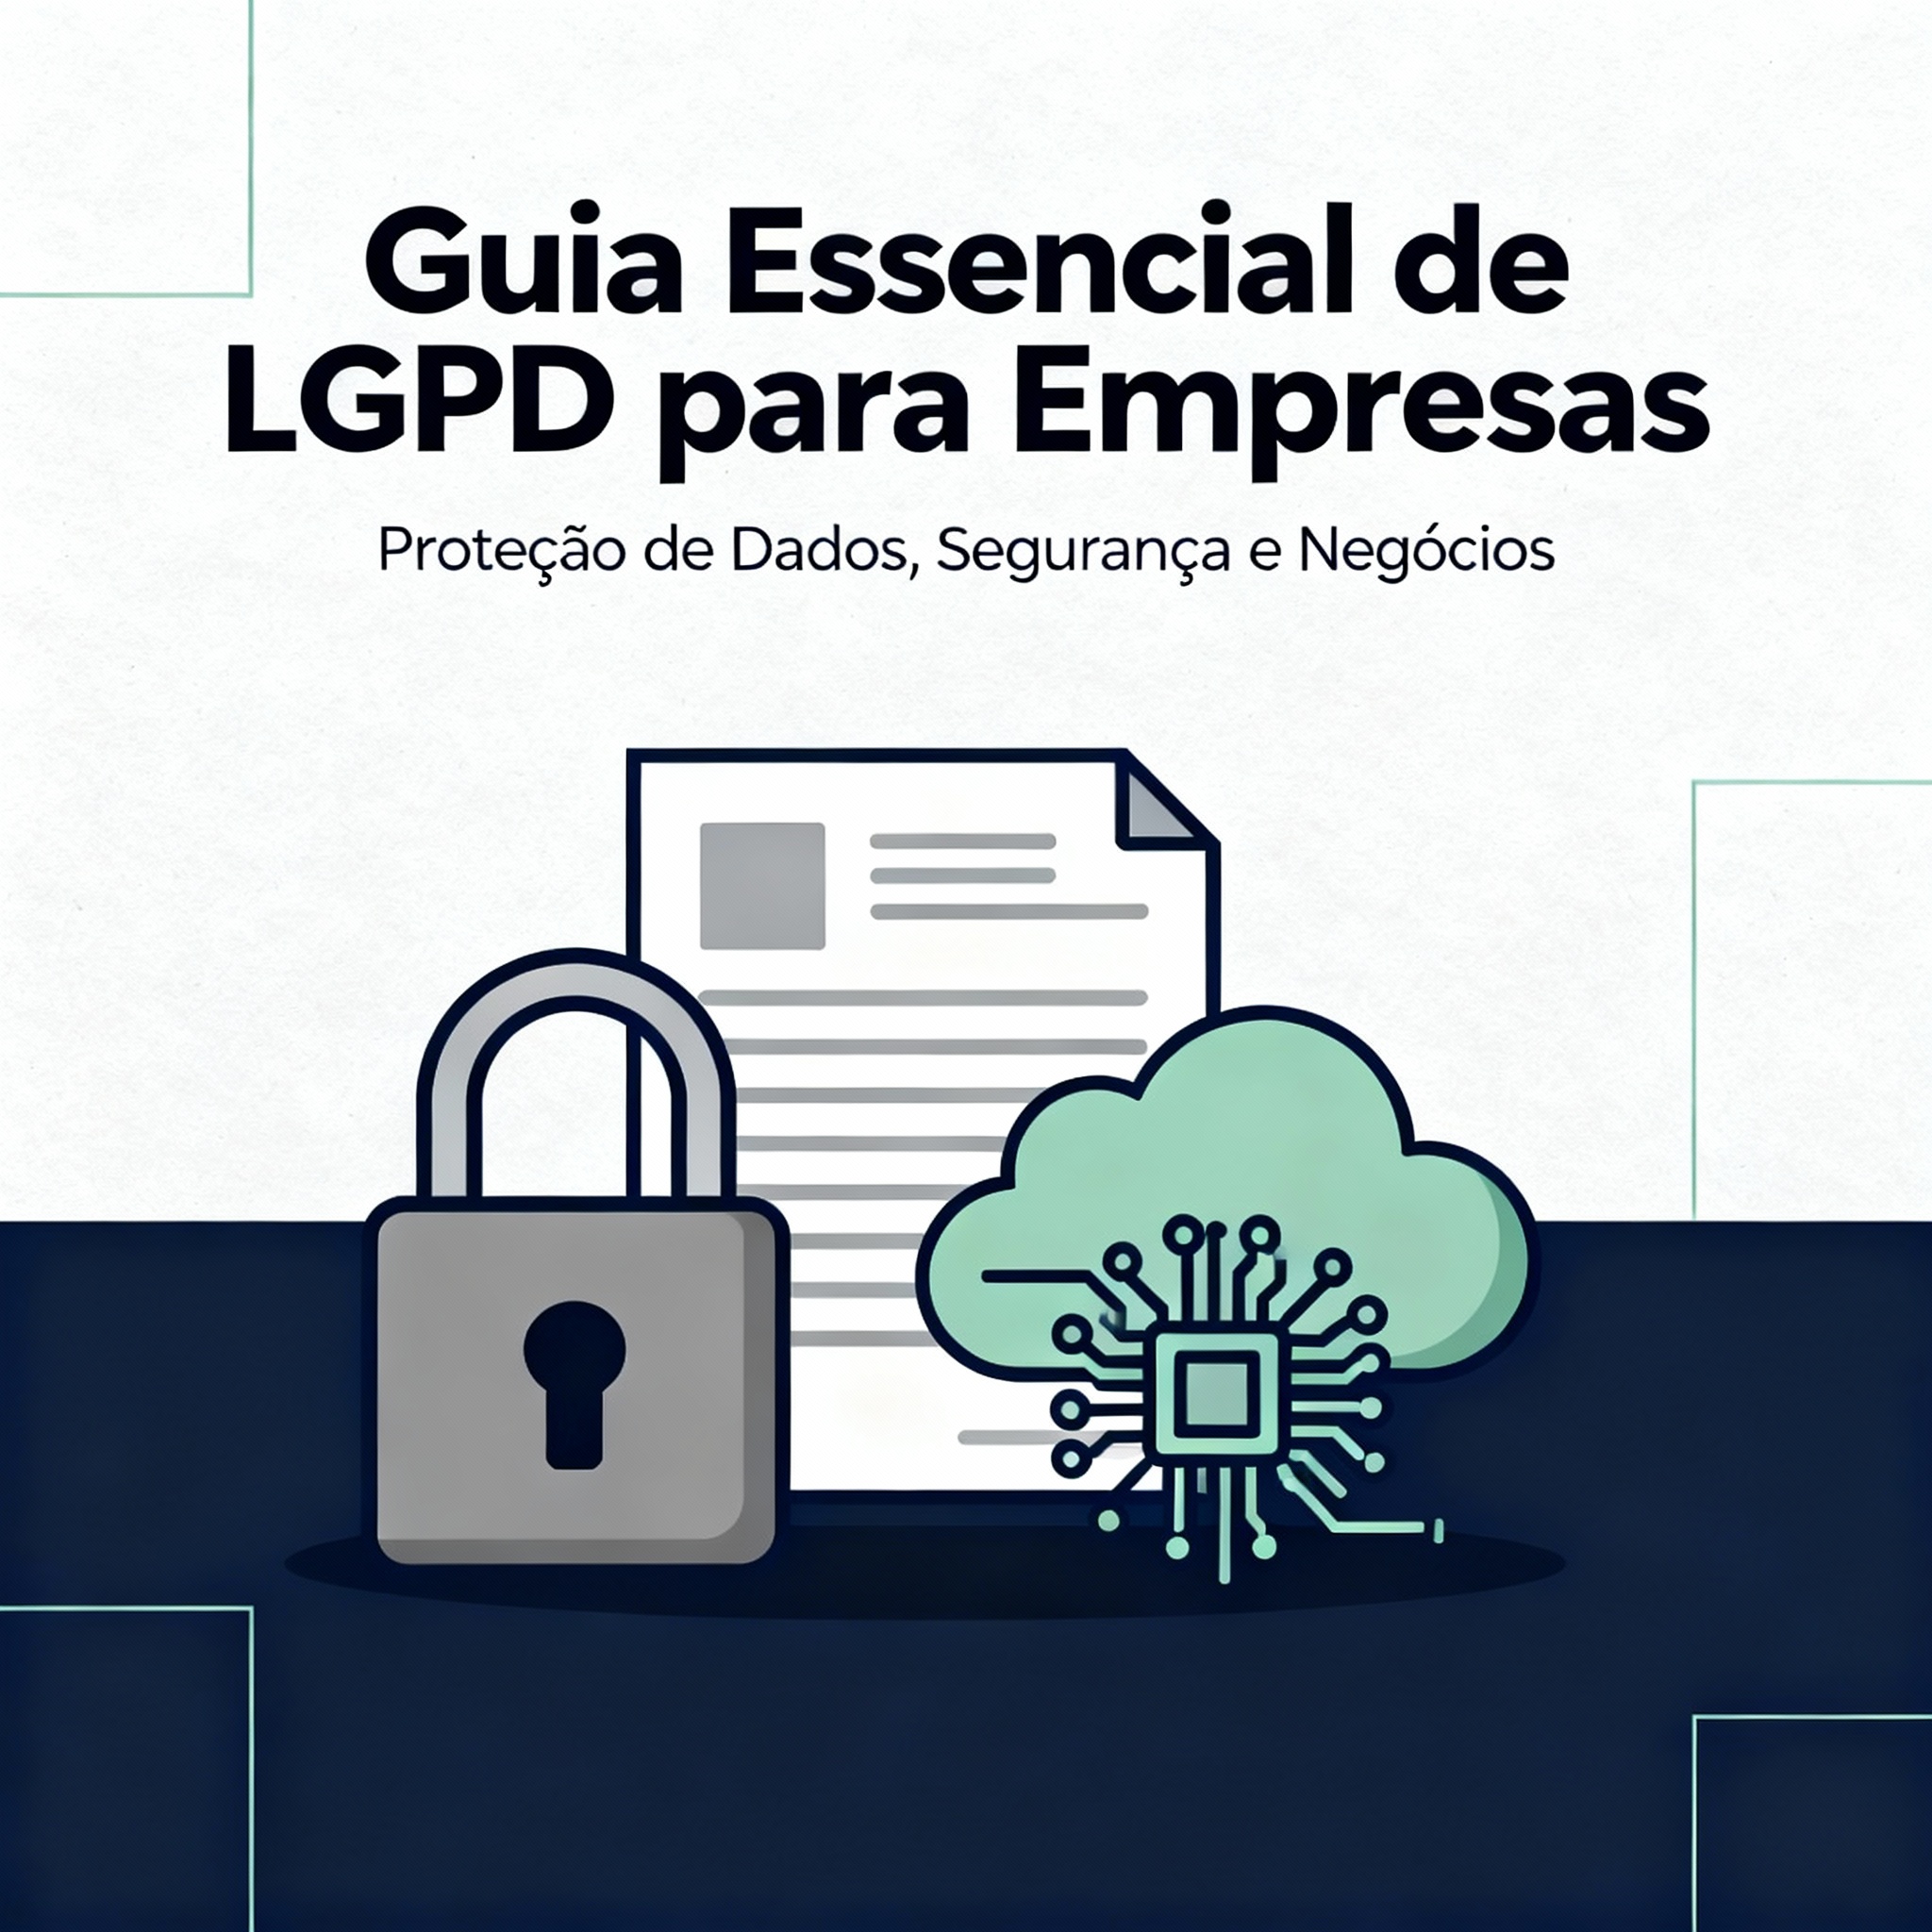 Guia Essencial de
LGPD para Empresas
Proteção de Dados, Segurança e Negócios